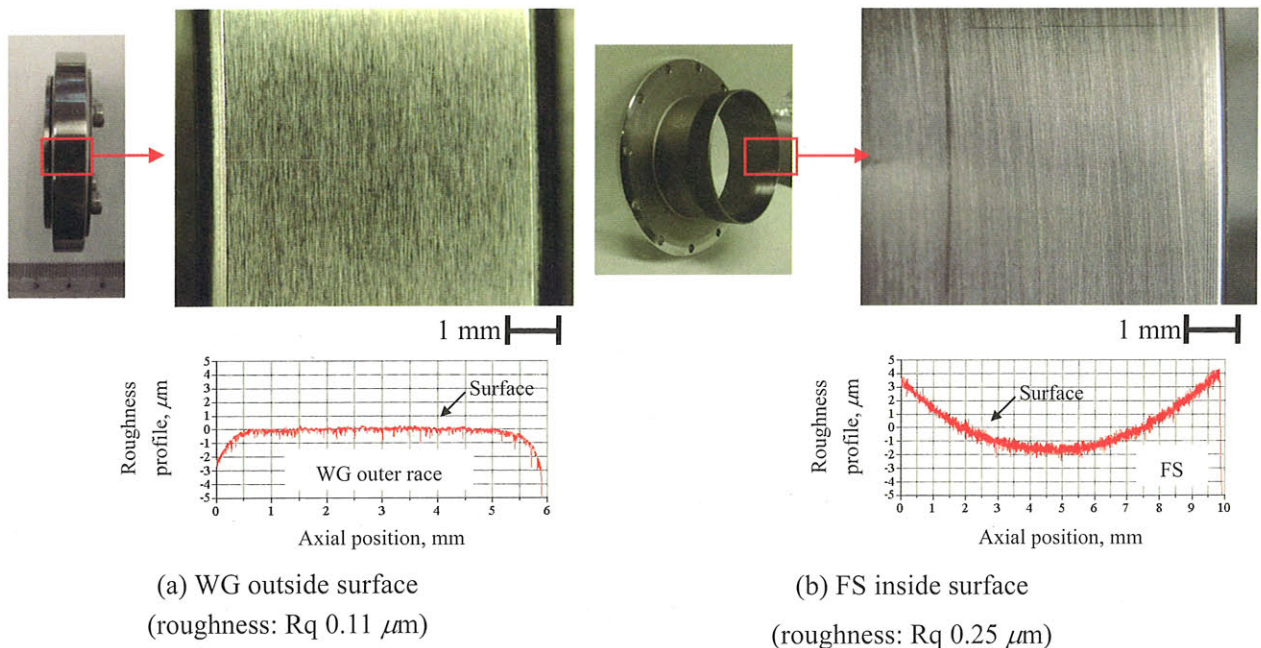 1 mm
1 mm
Roughness
profile, μm
5
4
3
2
1
0
-1
-2
-3
-4
-5
Surface
WG outer race
0 1 2 3 4 5 6
Axial position, mm
Roughness
profile, μm
5
4
3
2
1
0
-1
-2
-3
-4
-5
Surface
FS
0 1 2 3 4 5 6 7 8 9 10
Axial position, mm
(a) WG outside surface
(roughness: Rq 0.11 μm)
(b) FS inside surface
(roughness: Rq 0.25 μm)